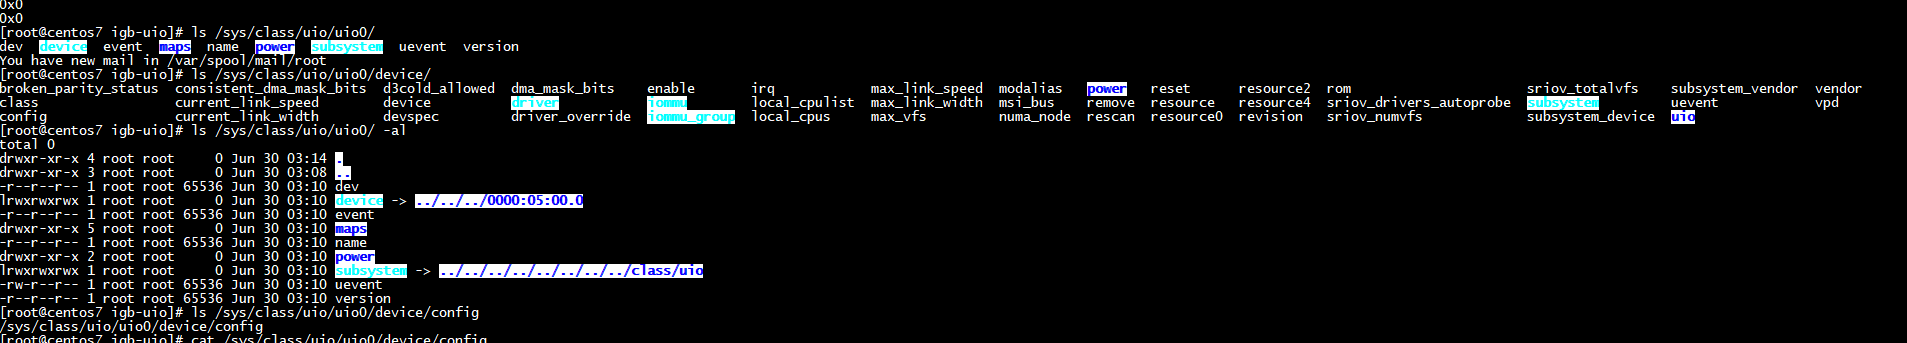 0x0
0x0
[root@centos7 igb-uio]# ls /sys/class/uio/uio0/
dev  device  event  maps  name  power  subsystem  uevent  version
You have new mail in /var/spool/mail/root
[root@centos7 igb-uio]# ls /sys/class/uio/uio0/device/
broken_parity_status  consistent_dma_mask_bits  d3cold_allowed  dma_mask_bits  enable  irq  max_link_speed  modalias  power  reset  resource2  rom  sriov_totalvfs  subsystem_vendor  vendor
class  current_link_speed  device  driver  iommu  local_cpulist  max_link_width  msi_bus  remove  resource  resource4  sriov_drivers_autoprobe  subsystem  uevent  vpd
config  current_link_width  devspec  driver_override  iommu_group  local_cpus  max_vfs  numa_node  rescan  resource0  revision  sriov_numvfs  subsystem_device  uio
[root@centos7 igb-uio]# ls /sys/class/uio/uio0/ -al
total 0
drwxr-xr-x 4 root root     0 Jun 30 03:14 .
drwxr-xr-x 3 root root     0 Jun 30 03:08 ..
-r--r--r-- 1 root root 65536 Jun 30 03:10 dev
lrwxrwxrwx 1 root root     0 Jun 30 03:10 device -> ../../../0000:05:00.0
-r--r--r-- 1 root root 65536 Jun 30 03:10 event
drwxr-xr-x 5 root root     0 Jun 30 03:10 maps
-r--r--r-- 1 root root 65536 Jun 30 03:10 name
drwxr-xr-x 2 root root     0 Jun 30 03:10 power
lrwxrwxrwx 1 root root     0 Jun 30 03:10 subsystem -> ../../../../../../../../class/uio
-rw-r--r-- 1 root root 65536 Jun 30 03:10 uevent
-r--r--r-- 1 root root 65536 Jun 30 03:10 version
[root@centos7 igb-uio]# ls /sys/class/uio/uio0/device/config
/sys/class/uio/uio0/device/config
[root@centos7 igb-uio]# cat /sys/class/uio/uio0/device/config